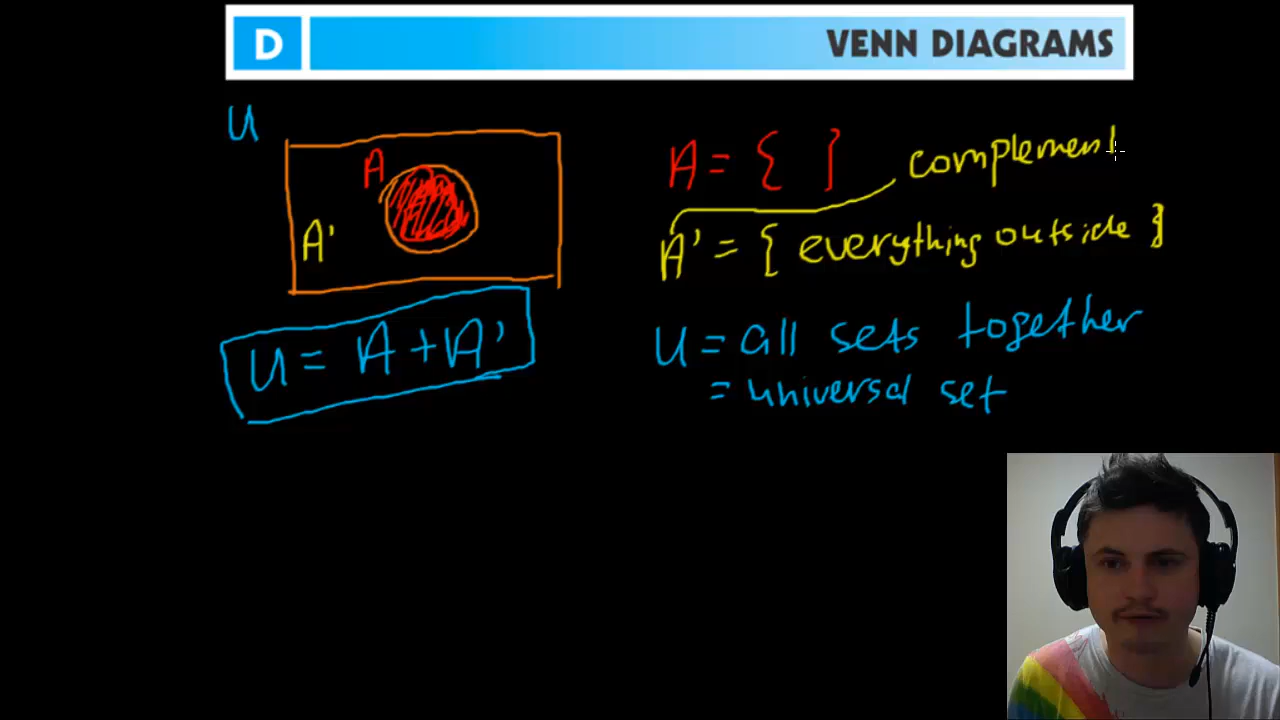 D VENN DIAGRAMS
U
A
A'
U = A + A'
A = { }
complement
A' = { everything outside }
U = all sets together
= universal set